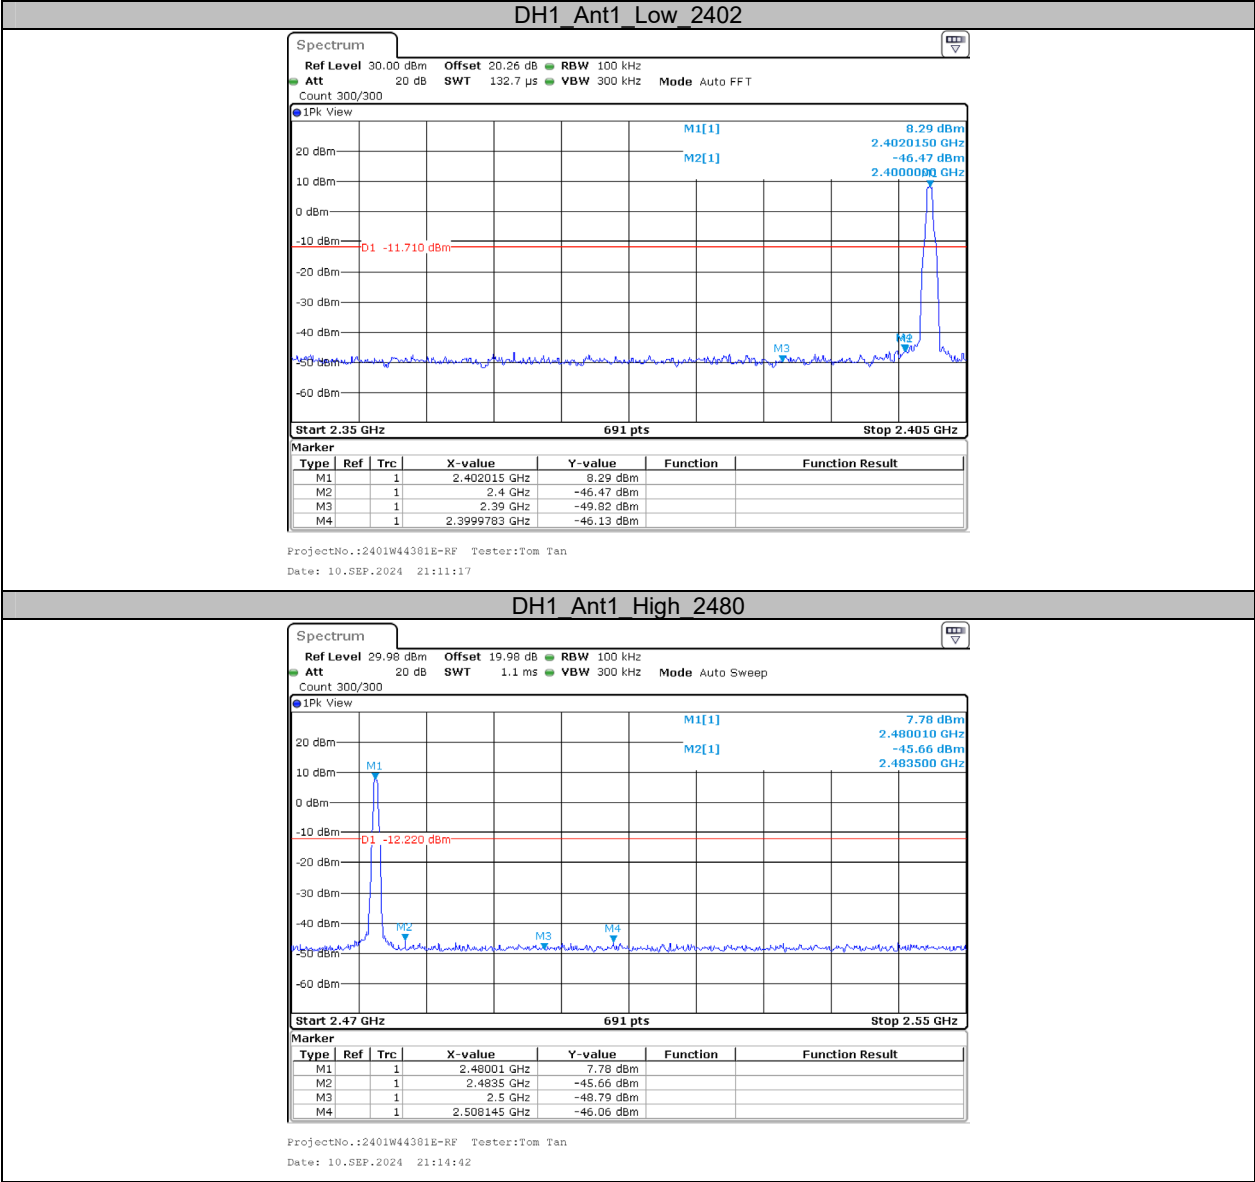 DH1_Ant1_Low_2402
Spectrum
Ref Level 30.00 dBm Offset 20.26 dB RBW 100 kHz
Att 20 dB SWT 132.7 µs VBW 300 kHz Mode Auto FFT
Count 300/300
1Pk View
M1[1] 8.29 dBm
2.4020150 GHz
M2[1] -46.47 dBm
2.4000000 GHz
20 dBm
10 dBm
0 dBm
-10 dBm
D1 -11.710 dBm
-20 dBm
-30 dBm
-40 dBm
M3
-50 dBm
-60 dBm
Start 2.35 GHz 691 pts Stop 2.405 GHz
Marker
Type Ref Trc X-value Y-value Function Function Result
M1 1 2.402015 GHz 8.29 dBm
M2 1 2.4 GHz -46.47 dBm
M3 1 2.39 GHz -49.82 dBm
M4 1 2.3999783 GHz -46.13 dBm
ProjectNo.:2401W44381E-RF Tester:Tom Tan
Date: 10.SEP.2024 21:11:17
DH1_Ant1_High_2480
Spectrum
Ref Level 29.98 dBm Offset 19.98 dB RBW 100 kHz
Att 20 dB SWT 1.1 ms VBW 300 kHz Mode Auto Sweep
Count 300/300
1Pk View
M1[1] 7.78 dBm
2.480010 GHz
M2[1] -45.66 dBm
2.483500 GHz
20 dBm
M1
10 dBm
0 dBm
-10 dBm
D1 -12.220 dBm
-20 dBm
-30 dBm
-40 dBm
M2 M3 M4
-50 dBm
-60 dBm
Start 2.47 GHz 691 pts Stop 2.55 GHz
Marker
Type Ref Trc X-value Y-value Function Function Result
M1 1 2.48001 GHz 7.78 dBm
M2 1 2.4835 GHz -45.66 dBm
M3 1 2.5 GHz -48.79 dBm
M4 1 2.508145 GHz -46.06 dBm
ProjectNo.:2401W44381E-RF Tester:Tom Tan
Date: 10.SEP.2024 21:14:42